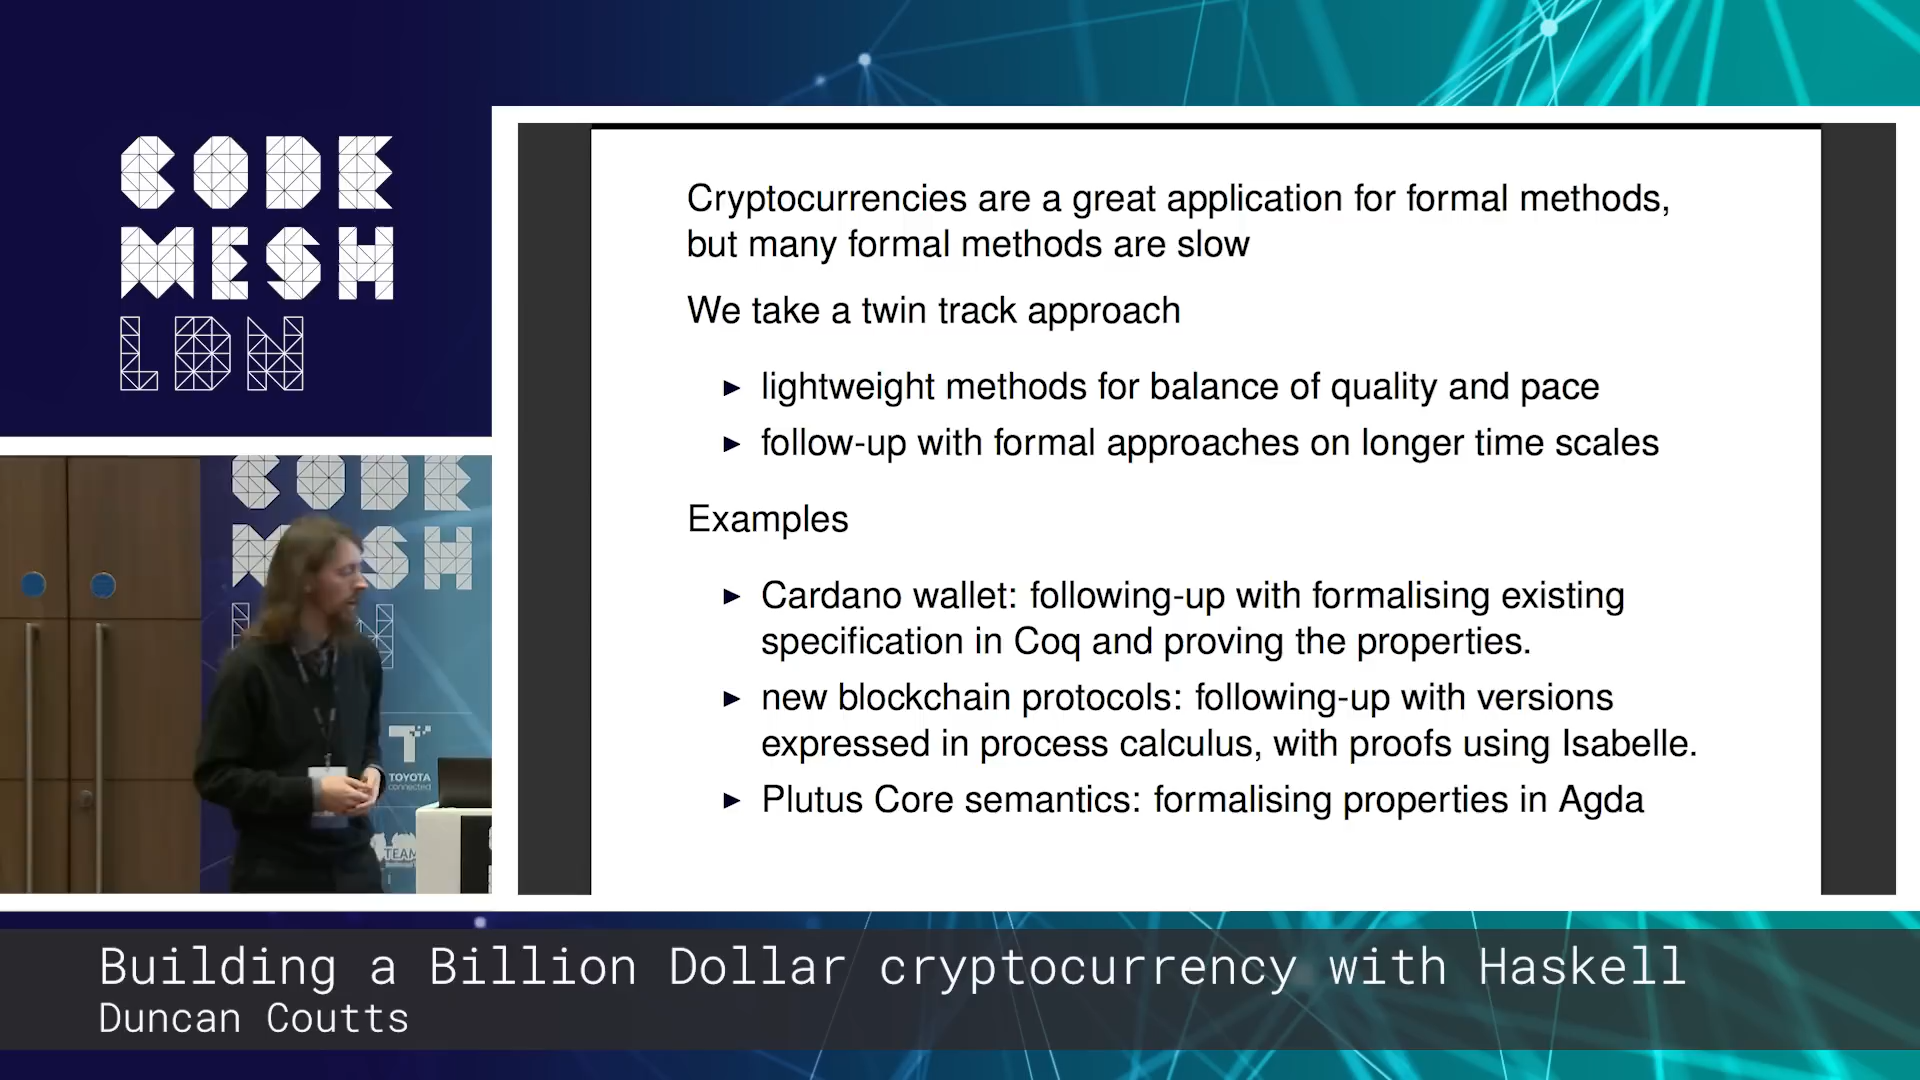 CODE
MESH
LDN
Cryptocurrencies are a great application for formal methods,
but many formal methods are slow
We take a twin track approach
▶ lightweight methods for balance of quality and pace
▶ follow-up with formal approaches on longer time scales
Examples
▶ Cardano wallet: following-up with formalising existing
specification in Coq and proving the properties.
▶ new blockchain protocols: following-up with versions
expressed in process calculus, with proofs using Isabelle.
▶ Plutus Core semantics: formalising properties in Agda
CODE
MESH
TOYOTA
connected
TEAM
Building a Billion Dollar cryptocurrency with Haskell
Duncan Coutts